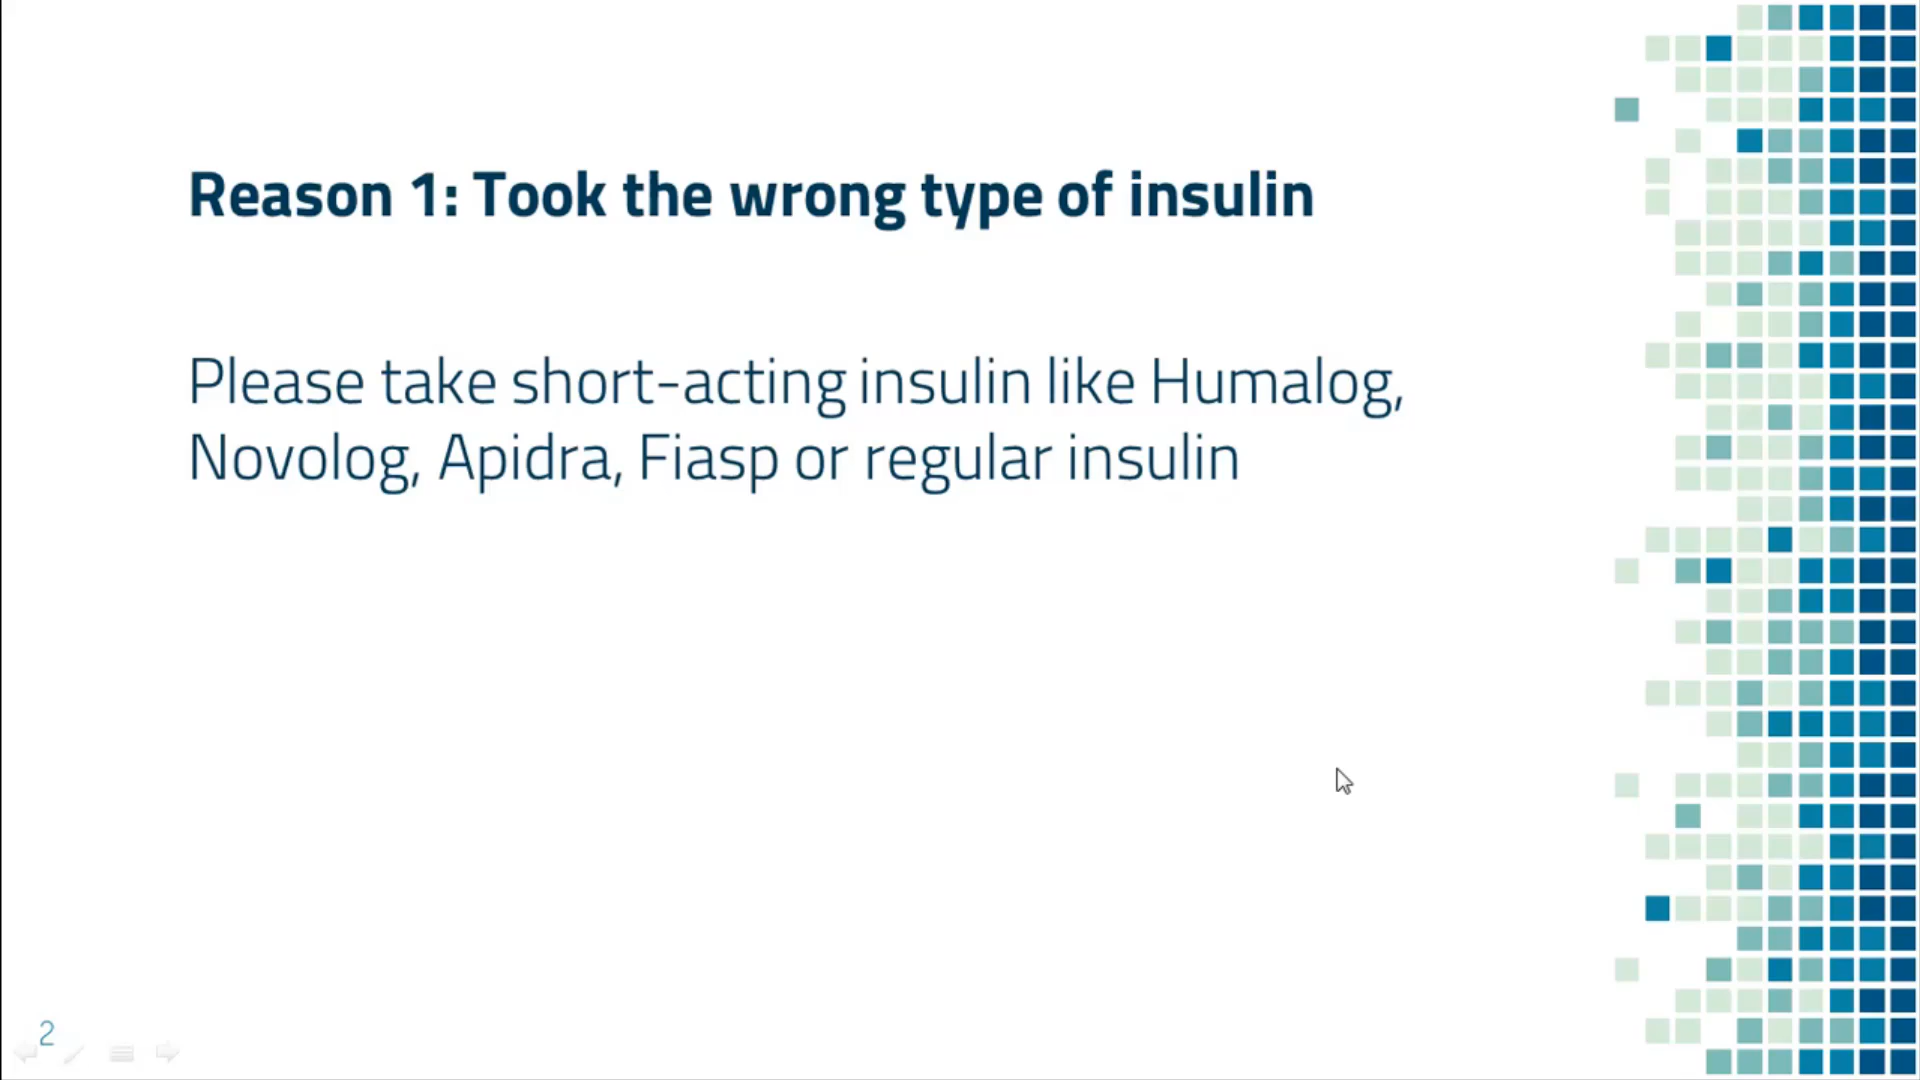 Reason 1: Took the wrong type of insulin
Please take short-acting insulin like Humalog,
Novolog, Apidra, Fiasp or regular insulin
2